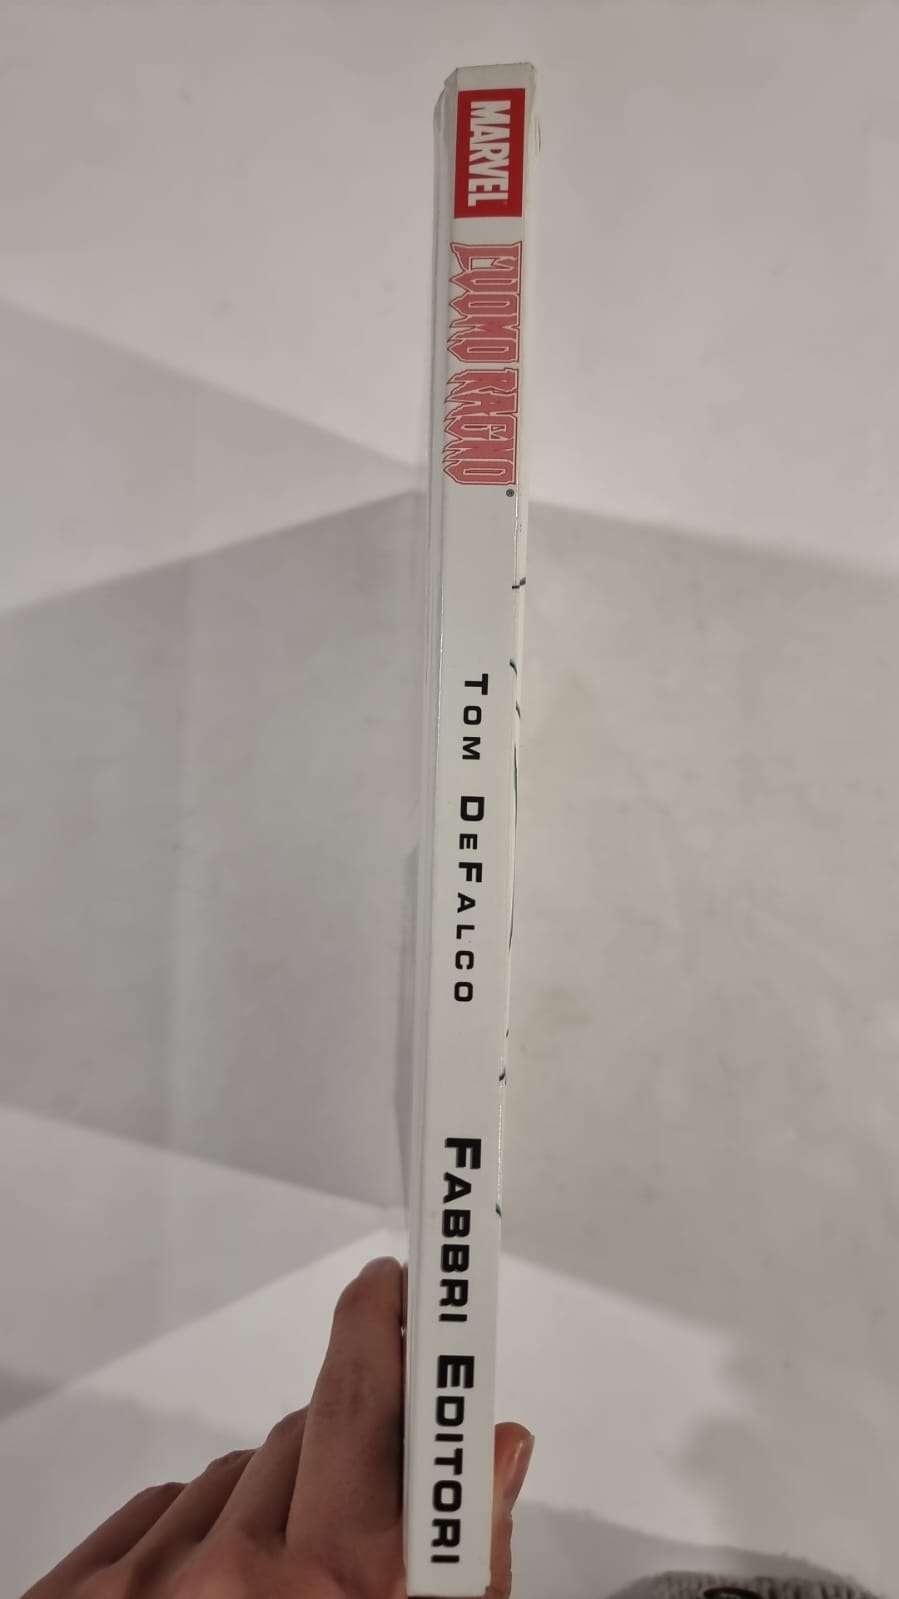 MARVEL
L'UOMO RAGNO®
TOM DEFALCO
FABBRI EDITORI